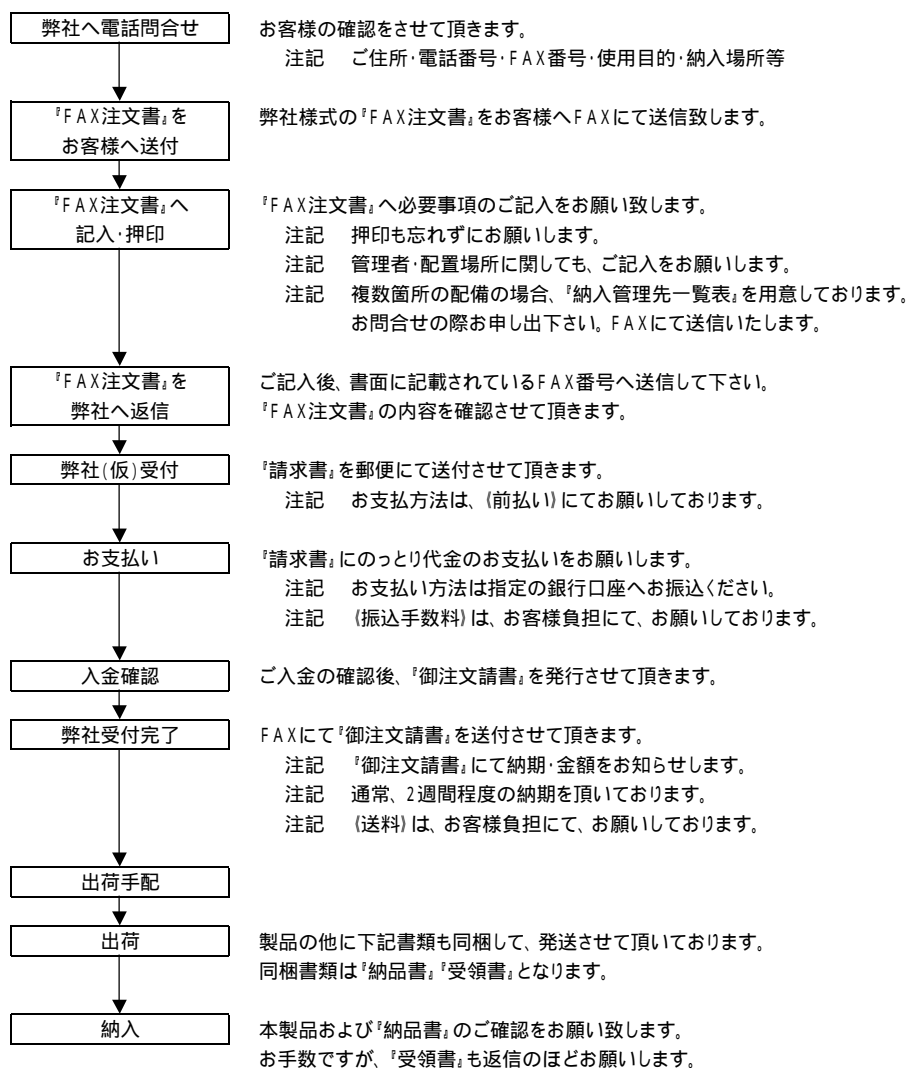 弊社へ電話問合せ
お客様の確認をさせて頂きます。
注記 ご住所･電話番号･FAX番号･使用目的･納入場所等
『FAX注文書』を
お客様へ送付
弊社様式の『FAX注文書』をお客様へFAXにて送信致します。
『FAX注文書』へ
記入･押印
『FAX注文書』へ必要事項のご記入をお願い致します。
注記 押印も忘れずにお願いします。
注記 管理者･配置場所に関しても、ご記入をお願いします。
注記 複数箇所の配備の場合、『納入管理先一覧表』を用意しております。
お問合せの際お申し出下さい。FAXにて送信いたします。
『FAX注文書』を
弊社へ返信
ご記入後、書面に記載されているFAX番号へ送信して下さい。
『FAX注文書』の内容を確認させて頂きます。
弊社(仮)受付
『請求書』を郵便にて送付させて頂きます。
注記 お支払方法は、《前払い》にてお願いしております。
お支払い
『請求書』にのっとり代金のお支払いをお願いします。
注記 お支払い方法は指定の銀行口座へお振込ください。
注記 《振込手数料》は、お客様負担にて、お願いしております。
入金確認
ご入金の確認後、『御注文請書』を発行させて頂きます。
弊社受付完了
FAXにて『御注文請書』を送付させて頂きます。
注記 『御注文請書』にて納期･金額をお知らせします。
注記 通常、2週間程度の納期を頂いております。
注記 《送料》は、お客様負担にて、お願いしております。
出荷手配
出荷
製品の他に下記書類も同梱して、発送させて頂いております。
同梱書類は『納品書』『受領書』となります。
納入
本製品および『納品書』のご確認をお願い致します。
お手数ですが、『受領書』も返信のほどお願いします。